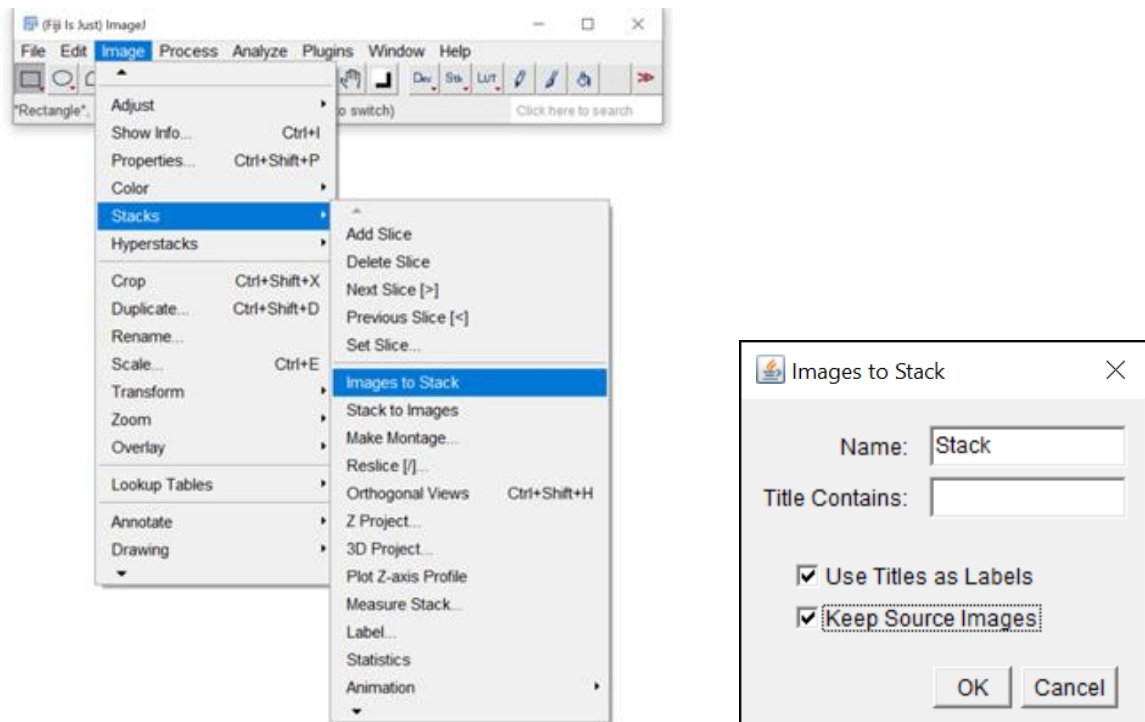 (Fiji Is Just) ImageJ
File Edit Image Process Analyze Plugins Window Help
Dev Stk LUT
"Rectangle", o switch) Click here to search
Adjust
Show Info... Ctrl+I
Properties... Ctrl+Shift+P
Color
Stacks
Hyperstacks
Crop Ctrl+Shift+X
Duplicate... Ctrl+Shift+D
Rename...
Scale... Ctrl+E
Transform
Zoom
Overlay
Lookup Tables
Annotate
Drawing
Add Slice
Delete Slice
Next Slice [>]
Previous Slice [<]
Set Slice...
Images to Stack
Stack to Images
Make Montage...
Reslice [/]...
Orthogonal Views Ctrl+Shift+H
Z Project...
3D Project...
Plot Z-axis Profile
Measure Stack...
Label...
Statistics
Animation
Images to Stack
Name: Stack
Title Contains:
Use Titles as Labels
Keep Source Images
OK Cancel